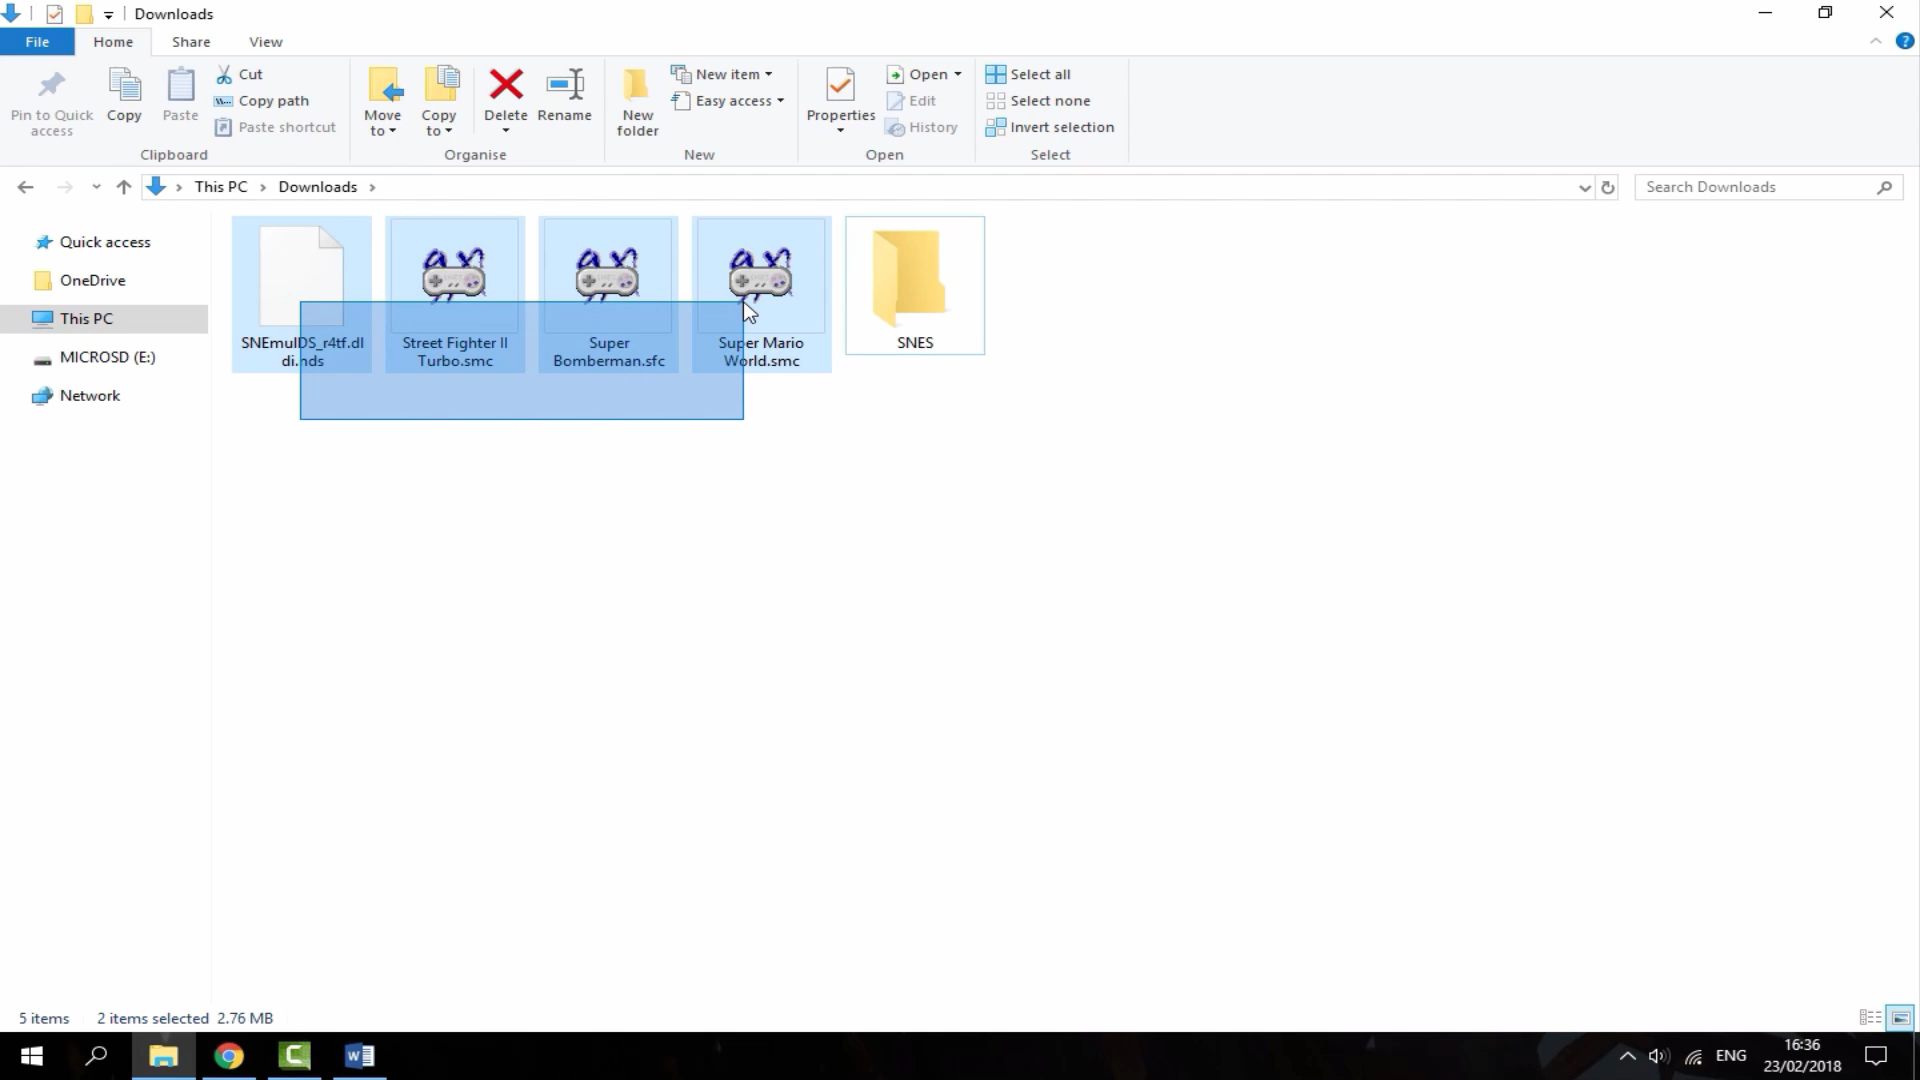 Downloads
File Home Share View
Pin to Quick access
Copy
Paste
Cut
Copy path
Paste shortcut
Clipboard
Move to
Copy to
Delete
Rename
Organise
New folder
New item
Easy access
New
Properties
Open
Edit
History
Open
Select all
Select none
Invert selection
Select
This PC Downloads
Search Downloads
Quick access
OneDrive
This PC
MICROSD (E:)
Network
SNEmulDS_r4tf.dl
di.nds
Street Fighter II
Turbo.smc
Super
Bomberman.sfc
Super Mario
World.smc
SNES
5 items 2 items selected 2.76 MB
ENG
16:36
23/02/2018